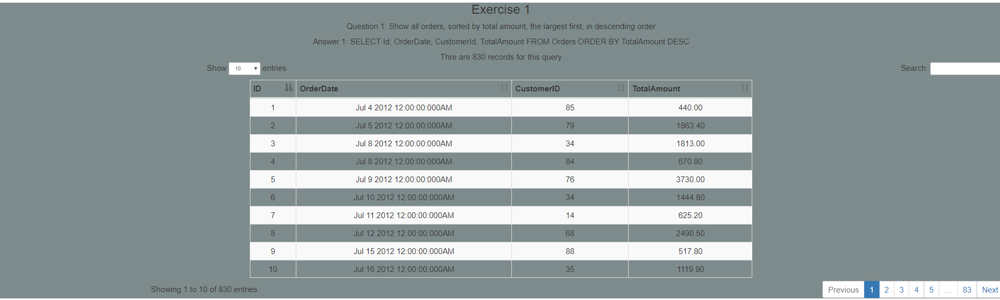 Exercise 1
Question 1: Show all orders, sorted by total amount, the largest first, in descending order
Answer 1: SELECT Id, OrderDate, CustomerId, TotalAmount FROM Orders ORDER BY TotalAmount DESC
Thre are 830 records for this query
Show 10 entries Search:
ID OrderDate CustomerID TotalAmount
1 Jul 4 2012 12:00:00:000AM 85 440.00
2 Jul 5 2012 12:00:00:000AM 79 1863.40
3 Jul 8 2012 12:00:00:000AM 34 1813.00
4 Jul 8 2012 12:00:00:000AM 84 670.80
5 Jul 9 2012 12:00:00:000AM 76 3730.00
6 Jul 10 2012 12:00:00:000AM 34 1444.80
7 Jul 11 2012 12:00:00:000AM 14 625.20
8 Jul 12 2012 12:00:00:000AM 68 2490.50
9 Jul 15 2012 12:00:00:000AM 88 517.80
10 Jul 16 2012 12:00:00:000AM 35 1119.90
Showing 1 to 10 of 830 entries Previous 1 2 3 4 5 … 83 Next